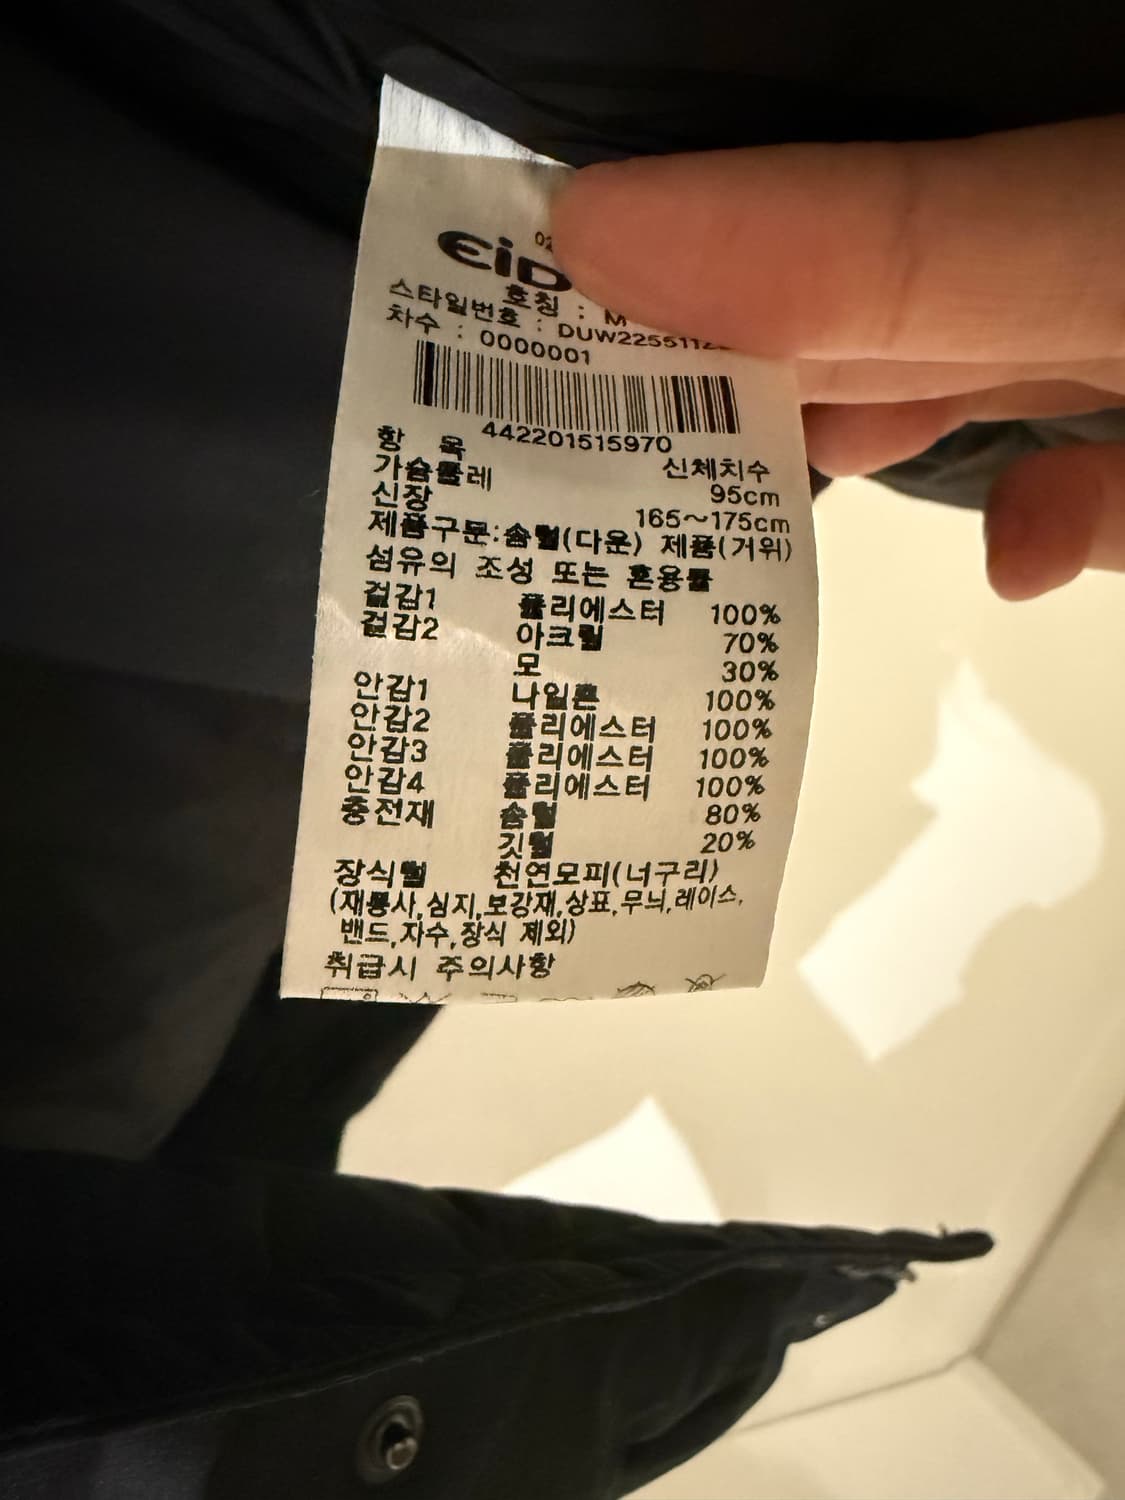 호칭 : M
스타일번호 :
차수 : 0000001
442201515970
항 목 신체치수
가슴둘레 95cm
신장 165~175cm
제품구분:솜털(다운) 제품(거위)
섬유의 조성 또는 혼용률
겉감1 폴리에스터 100%
겉감2 아크릴 70%
모 30%
안감1 나일론 100%
안감2 폴리에스터 100%
안감3 폴리에스터 100%
안감4 폴리에스터 100%
충전재 솜털 80%
깃털 20%
장식털 천연모피(너구리)
(재봉사,심지,보강재,상표,무늬,레이스,
밴드,자수,장식 제외)
취급시 주의사항